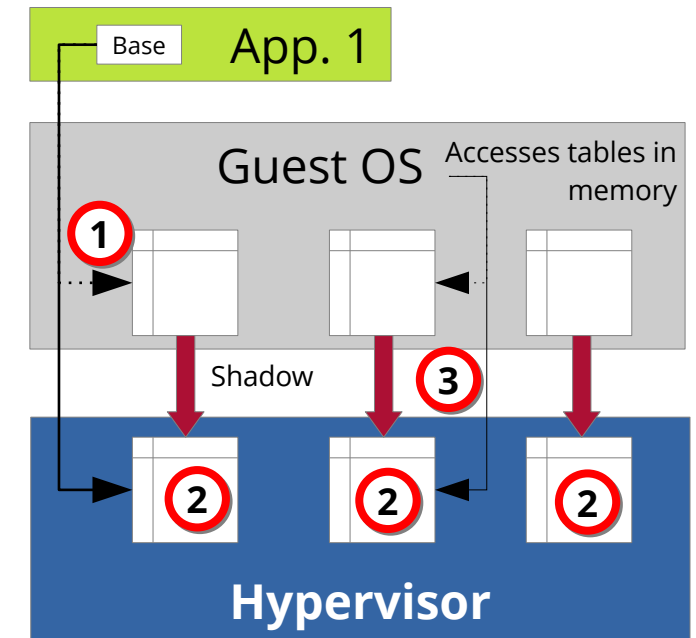 Base
App. 1
Guest OS
Accesses tables in
memory
1
Shadow
3
2
2
2
Hypervisor